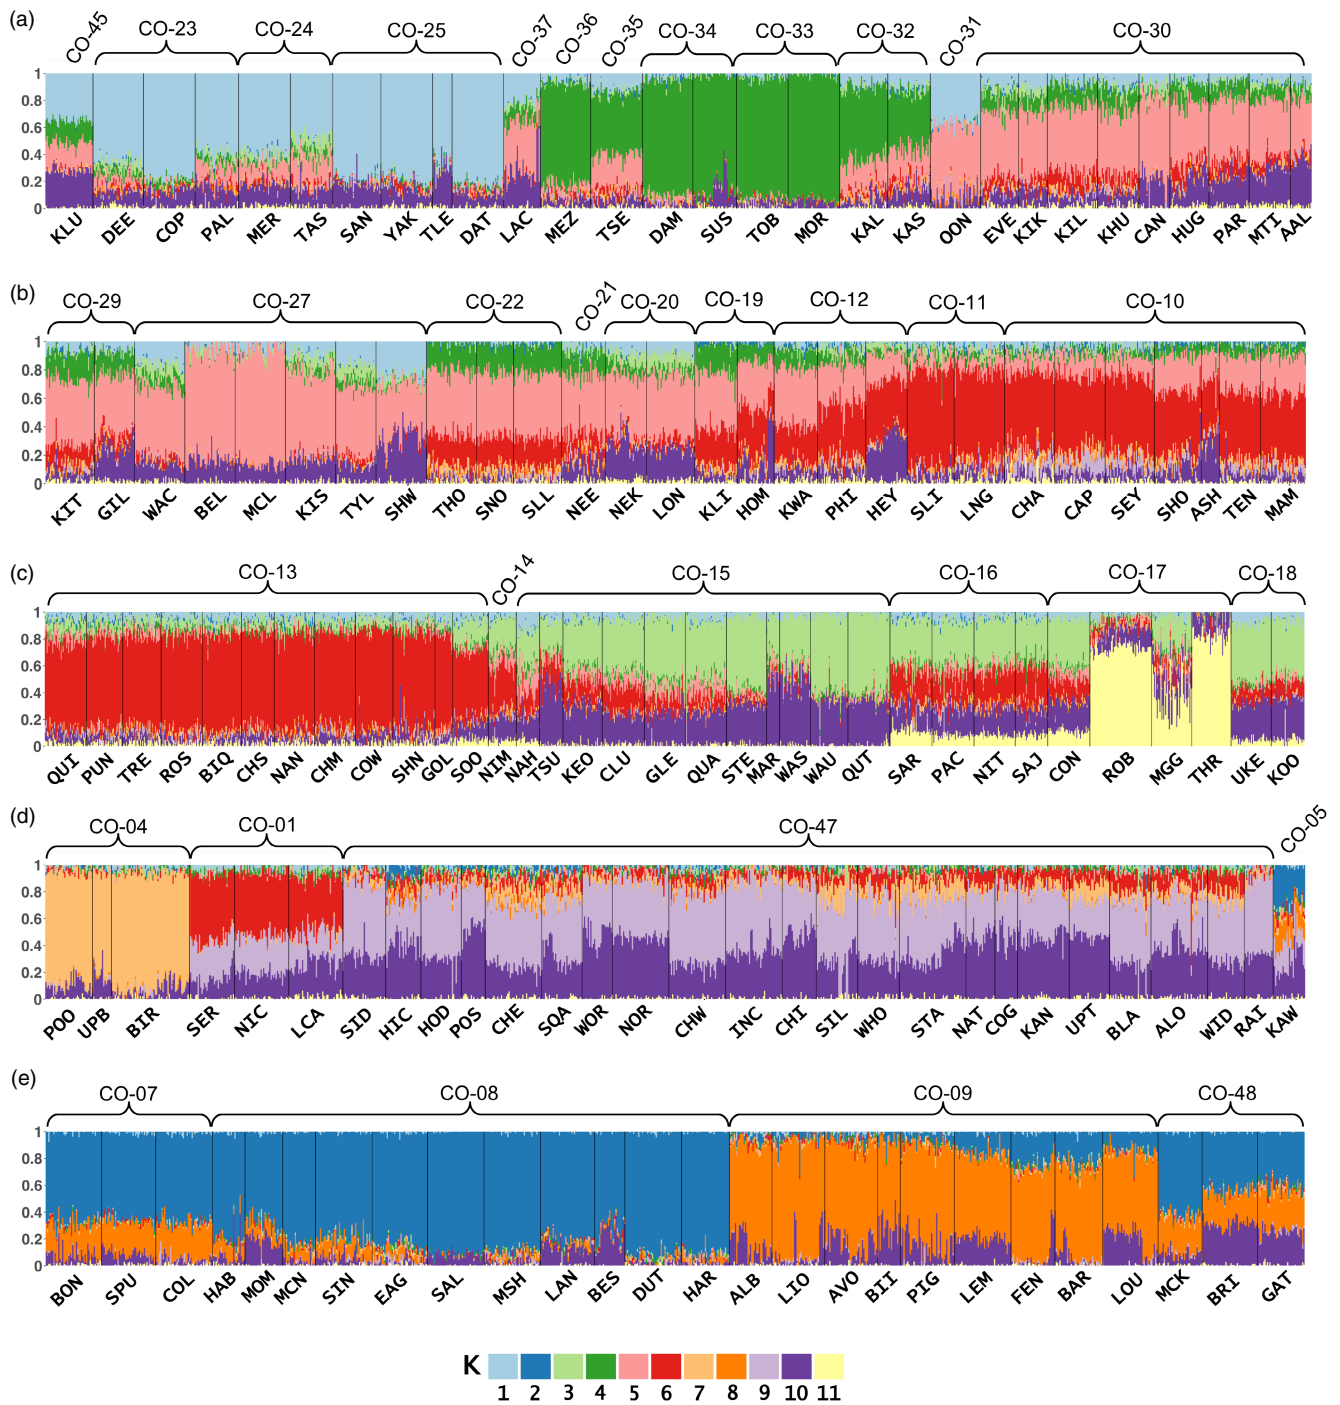 (a) CO-45 CO-23 CO-24 CO-25 CO-37 CO-36 CO-35 CO-34 CO-33 CO-32 CO-31 CO-30
1
0.8
0.6
0.4
0.2
0
KLU DEE COP PAL MER TAS SAN YAK TLE DAT LAC MEZ TSE DAM SUS TOB MOR KAL KAS OON EVE KIK KIL KHU CAN HUG PAR MTI AAL
(b) CO-29 CO-27 CO-22 CO-21 CO-20 CO-19 CO-12 CO-11 CO-10
1
0.8
0.6
0.4
0.2
0
KIT GIL WAC BEL MCL KIS TYL SHW THO SNO SLL NEE NEK LON KLI HOM KWA PHI HEY SLI LNG CHA CAP SEY SHO ASH TEN MAM
(c) CO-13 CO-14 CO-15 CO-16 CO-17 CO-18
1
0.8
0.6
0.4
0.2
0
QUI PUN TRE ROS BIQ CHS NAN CHM COW SHN GOL SOO NIM NAH TSU KEO CLU GLE QUA STE MAR WAS WAU QUT SAR PAC NIT SAJ CON ROB MGG THR UKE KOO
(d) CO-04 CO-01 CO-47 CO-05
1
0.8
0.6
0.4
0.2
0
POO UPB BIR SER NIC LCA SID HIC HOD POS CHE SQA WOR NOR CHW INC CHI SIL WHO STA NAT COG KAN UPT BLA ALO WID RAI KAW
(e) CO-07 CO-08 CO-09 CO-48
1
0.8
0.6
0.4
0.2
0
BON SPU COL HAB MOM MCN SIN EAG SAL MSH LAN BES DUT HAR ALB LIO AVO BII PIG LEM FEN BAR LOU MCK BRI GAT
K
1 2 3 4 5 6 7 8 9 10 11